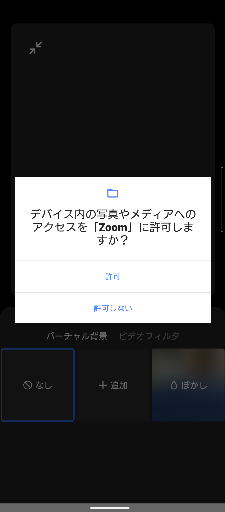 デバイス内の写真やメディアへの
アクセスを「Zoom」に許可しま
すか？
許可
許可しない
バーチャル背景 ビデオフィルタ
なし
追加
ぼかし